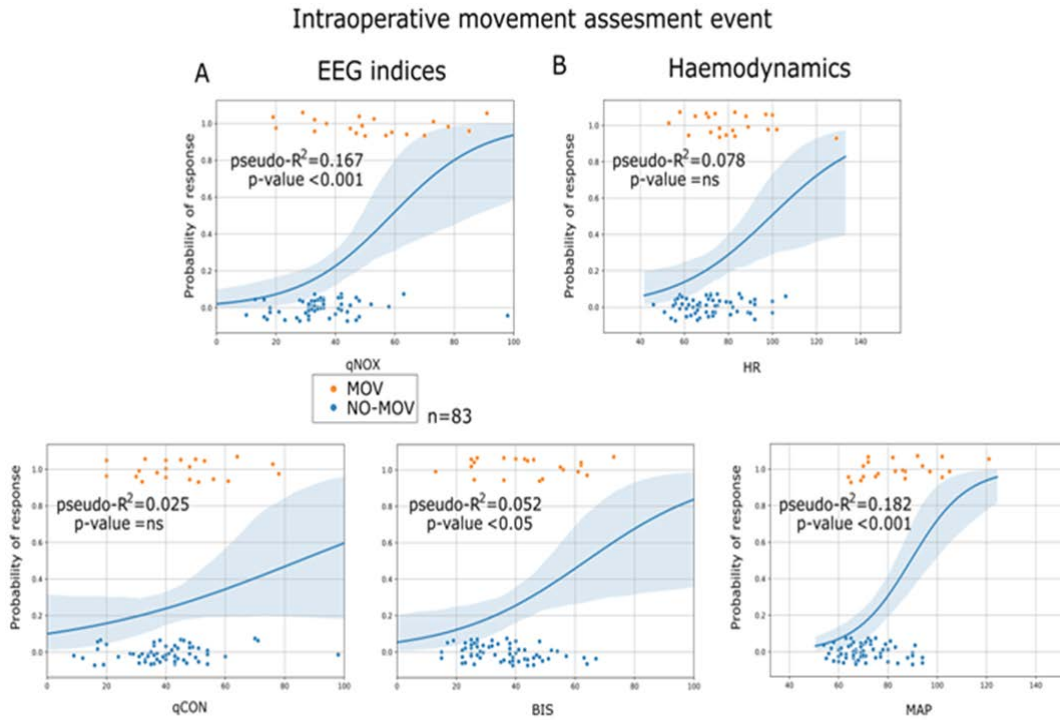 Intraoperative movement assesment event
A
EEG indices
B
Haemodynamics
Probability of response
1.0
0.8
0.6
0.4
0.2
0.0
pseudo-R²=0.167
p-value <0.001
0
20
40
60
80
100
qNOX
Probability of response
1.0
0.8
0.6
0.4
0.2
0.0
pseudo-R²=0.078
p-value =ns
40
60
80
100
120
140
HR
MOV
NO-MOV
n=83
Probability of response
1.0
0.8
0.6
0.4
0.2
0.0
pseudo-R²=0.025
p-value =ns
0
20
40
60
80
100
qCON
Probability of response
1.0
0.8
0.6
0.4
0.2
0.0
pseudo-R²=0.052
p-value <0.05
0
20
40
60
80
100
BIS
Probability of response
1.0
0.8
0.6
0.4
0.2
0.0
pseudo-R²=0.182
p-value <0.001
40
60
80
100
120
140
MAP